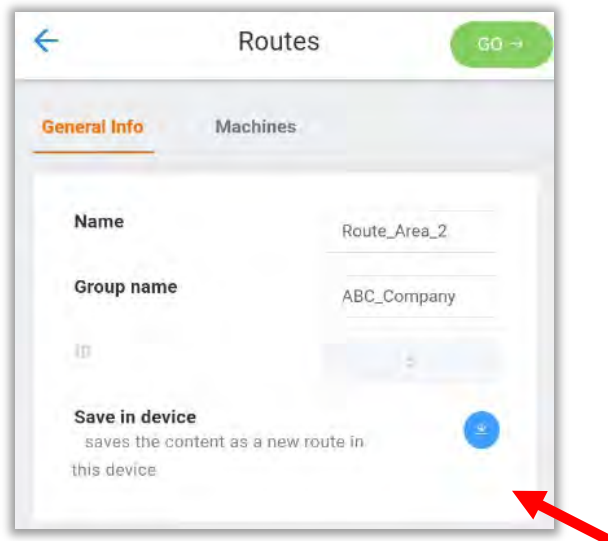 Routes
GO →
General Info
Machines
Name
Route_Area_2
Group name
ABC_Company
ID
Save in device
saves the content as a new route in
this device